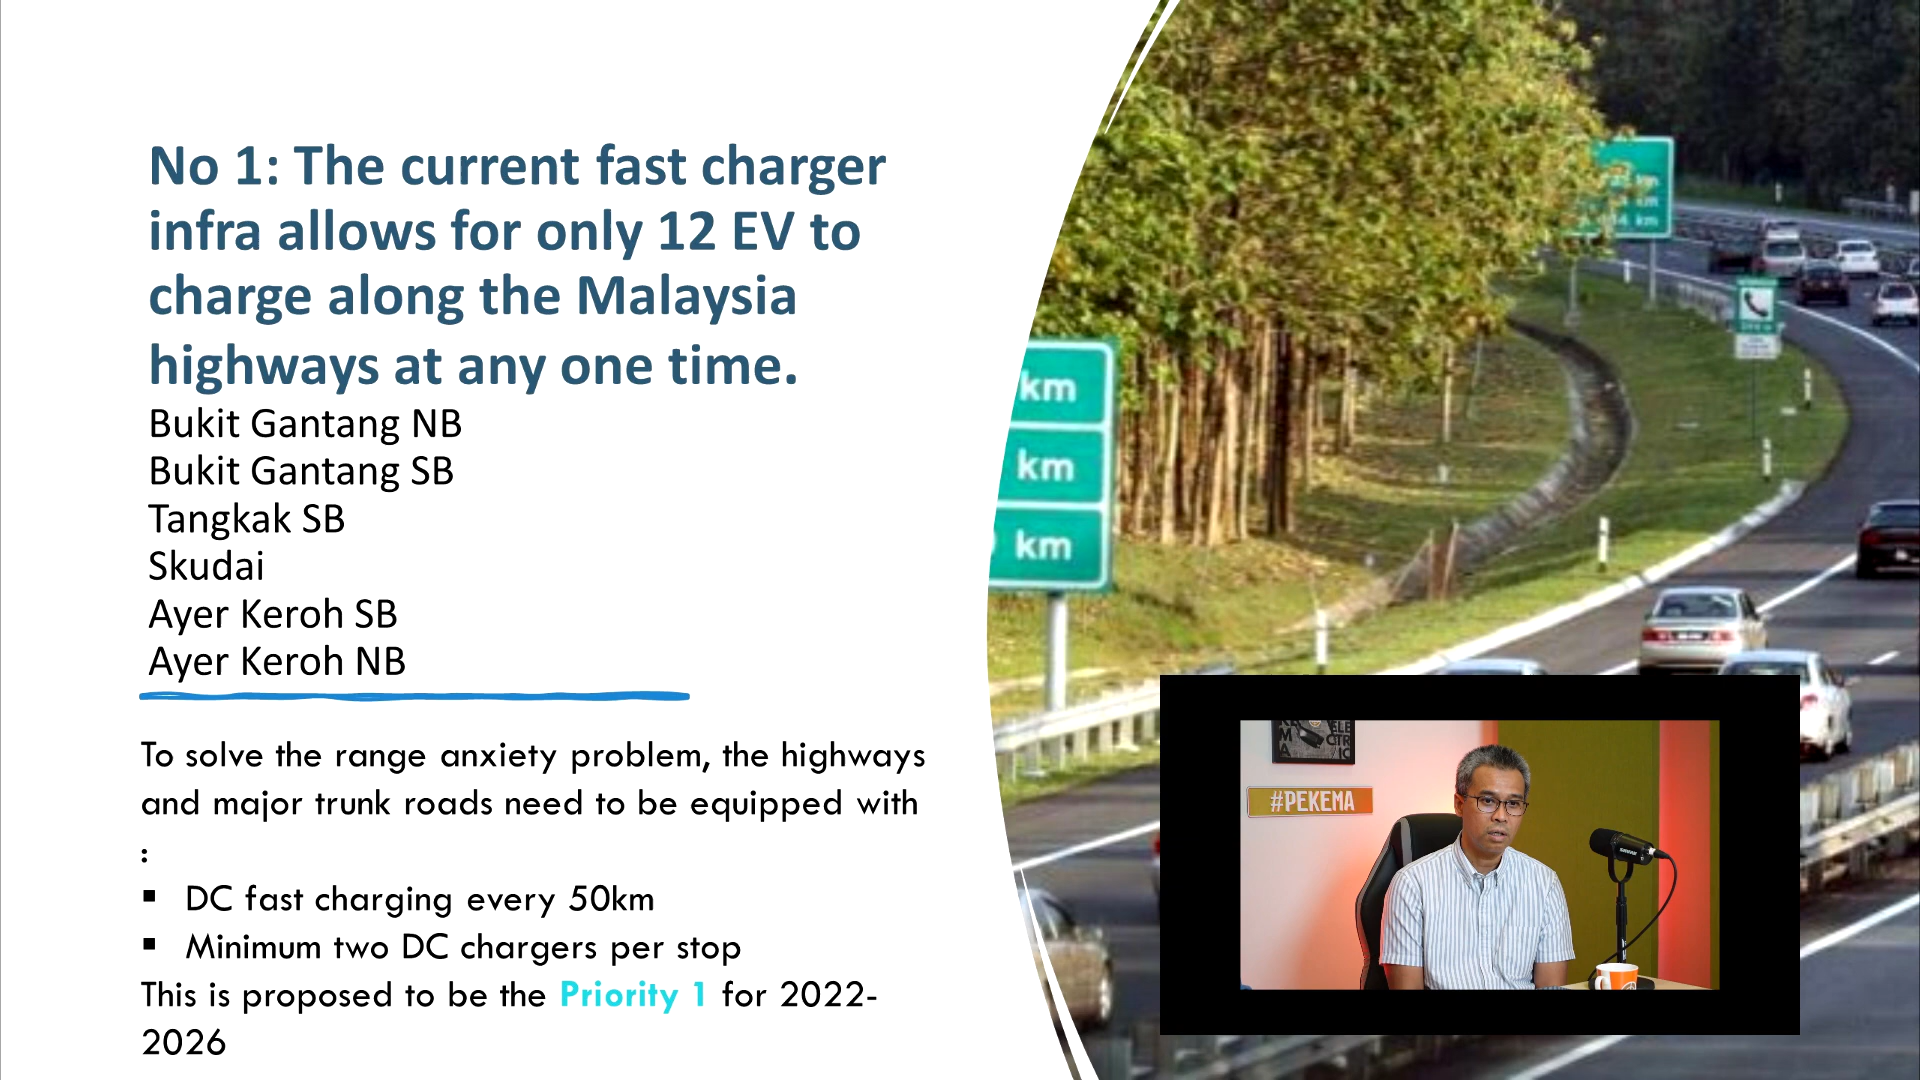 No 1: The current fast charger
infra allows for only 12 EV to
charge along the Malaysia
highways at any one time.
Bukit Gantang NB
Bukit Gantang SB
Tangkak SB
Skudai
Ayer Keroh SB
Ayer Keroh NB
To solve the range anxiety problem, the highways
and major trunk roads need to be equipped with
:
▪ DC fast charging every 50km
▪ Minimum two DC chargers per stop
This is proposed to be the Priority 1 for 2022-
2026
km
km
km
km
km
#PEKEMA